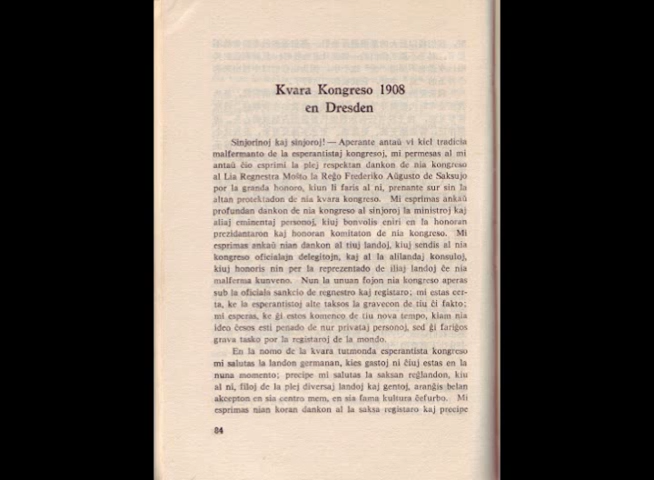 Kvara Kongreso 1908
en Dresden
Sinjorinoj kaj sinjoroj! — Aperante antaŭ vi kiel tradicia
malfermanto de la esperantistaj kongresoj, mi permesas al mi
antaŭ ĉio esprimi la plej respektan dankon de nia kongreso
al Lia Regnestra Moŝto la Reĝo Frederiko Aŭgusto de Saksujo
por la granda honoro, kiun li faris al ni, prenante sur sin la
altan protektadon de nia kvara kongreso. Mi esprimas ankaŭ
profundan dankon de nia kongreso al sinjoroj la ministroj kaj
aliaj eminentaj personoj, kiuj bonvolis eniri en la honoran
prezidantaron kaj honoran komitaton de nia kongreso. Mi
esprimas ankaŭ nian dankon al tiuj landoj, kiuj sendis al nia
kongreso oficialajn delegitojn, kaj al la alilandaj konsuloj,
kiuj honoris nin per la reprezentado de iliaj landoj ĉe nia
malferma kunveno. Nun la unuan fojon nia kongreso aperas
sub la oficiala sankcio de regnestro kaj registaro; mi estas cer-
ta, ke la esperantistoj alte taksos la gravecon de tiu ĉi fakto;
mi esperas, ke ĝi estos komenco de tiu nova tempo, kiam nia
ideo ĉesos esti penado de nur privataj personoj, sed ĝi fariĝos
grava tasko por la registaroj de la mondo.
En la nomo de la kvara tutmonda esperantista kongreso
mi salutas la landon germanan, kies gastoj ni ĉiuj estas en la
nuna momento; precipe mi salutas la saksan reĝlandon, kiu
al ni, filoj de la plej diversaj landoj kaj gentoj, aranĝis belan
akcepton en sia centro mem, en sia fama kultura ĉefurbo. Mi
esprimas nian koran dankon al la saksa registaro kaj precipe
84